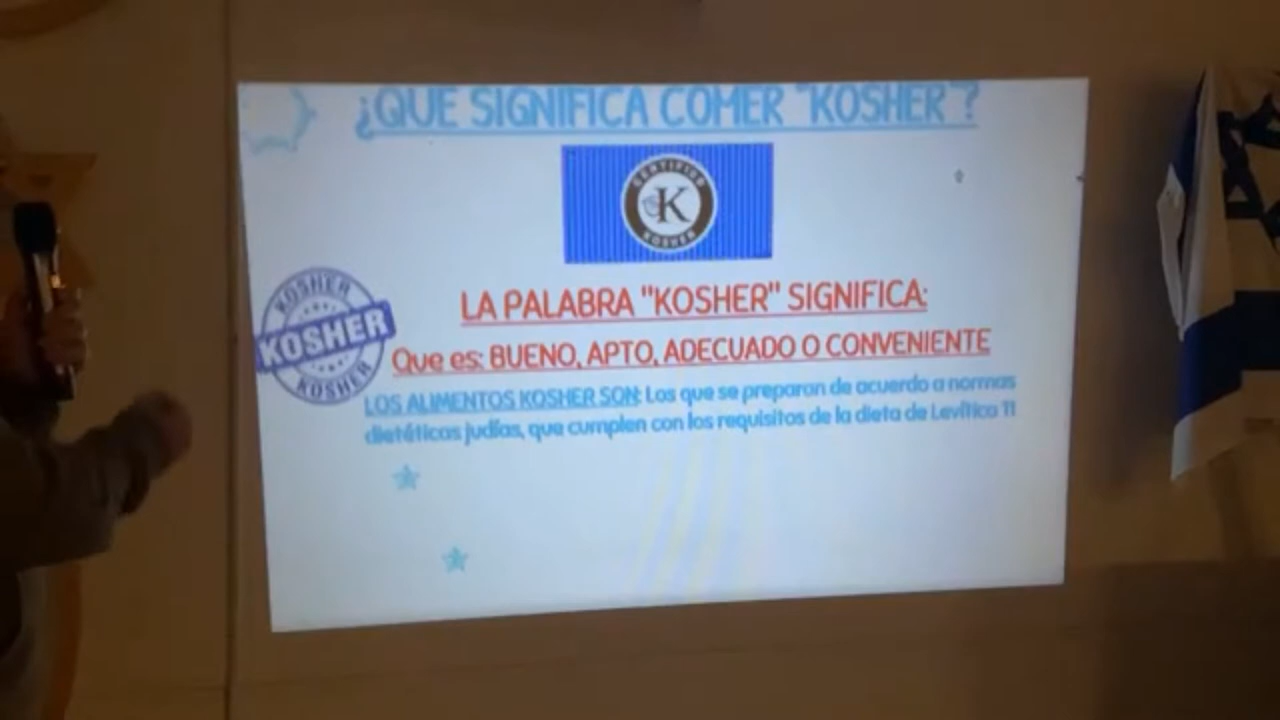 ¿QUE SIGNIFICA COMER "KOSHER"?
CERTIFIED
K
KOSHER
KOSHER
KOSHER
KOSHER
LA PALABRA "KOSHER" SIGNIFICA:
Que es: BUENO, APTO, ADECUADO O CONVENIENTE
LOS ALIMENTOS KOSHER SON: Los que se preparan de acuerdo a normas
dietéticas judías, que cumplen con los requisitos de la dieta de Levítico 11